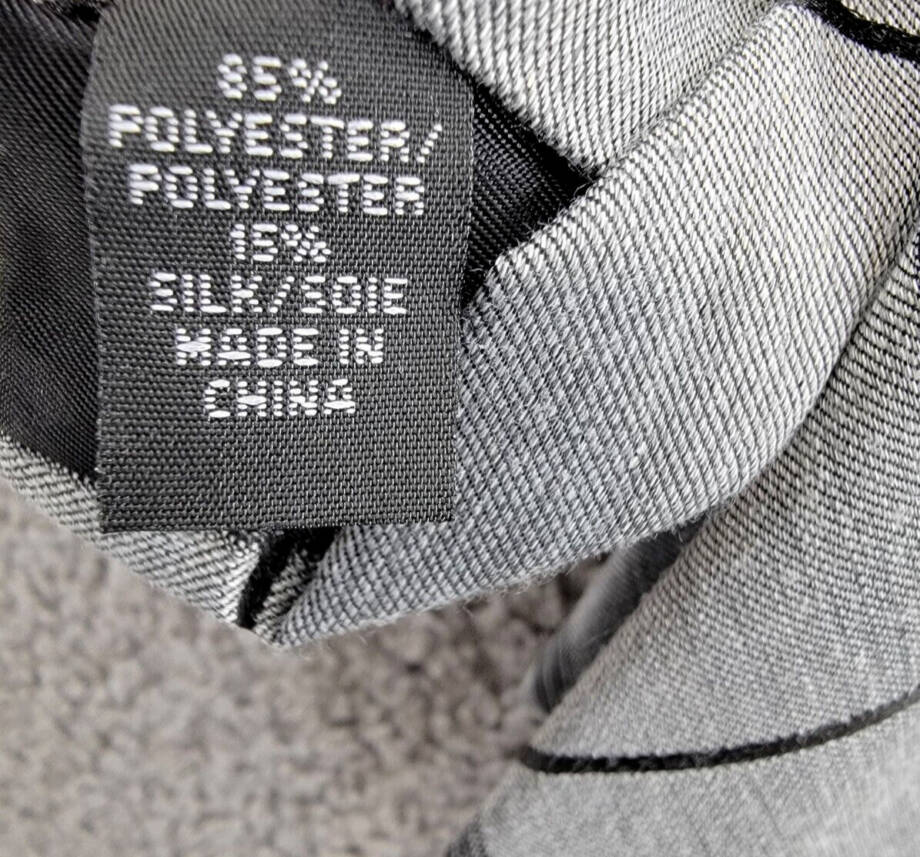 85%
POLYESTER/
POLYESTER
15%
SILK/SOIE
MADE IN
CHINA